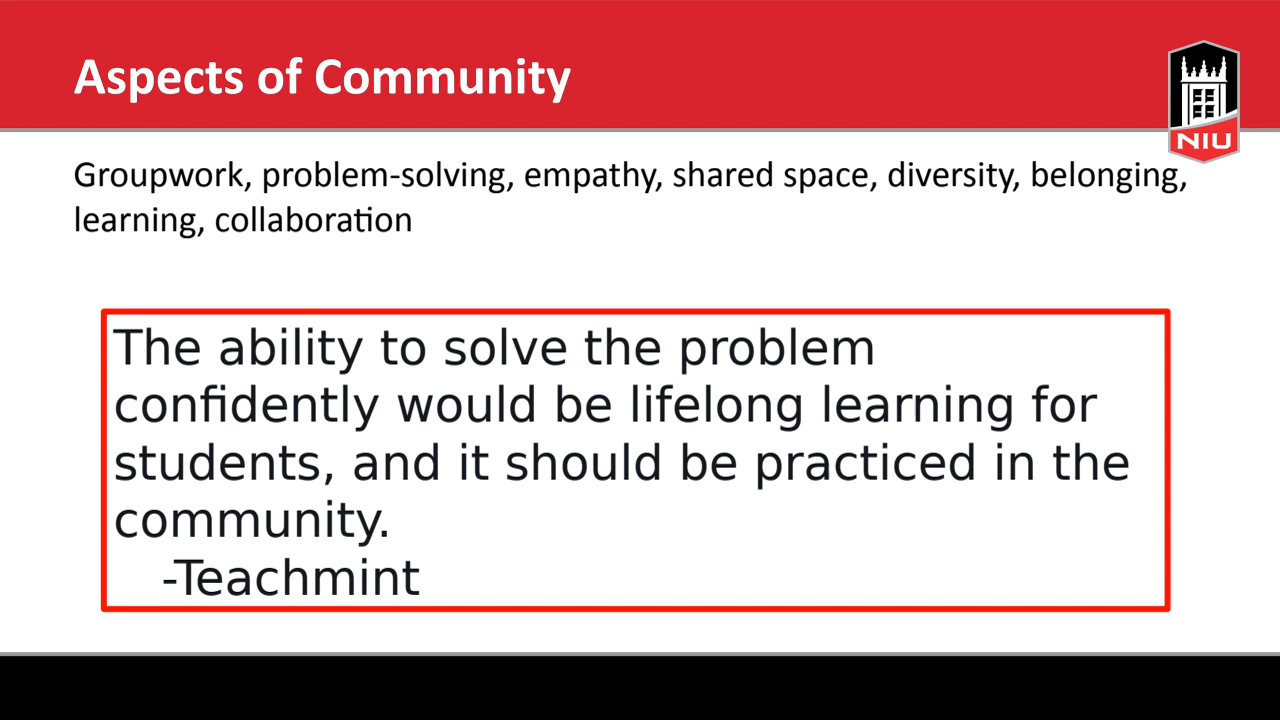 Aspects of Community
NIU
Groupwork, problem-solving, empathy, shared space, diversity, belonging,
learning, collaboration
The ability to solve the problem
confidently would be lifelong learning for
students, and it should be practiced in the
community.
-Teachmint